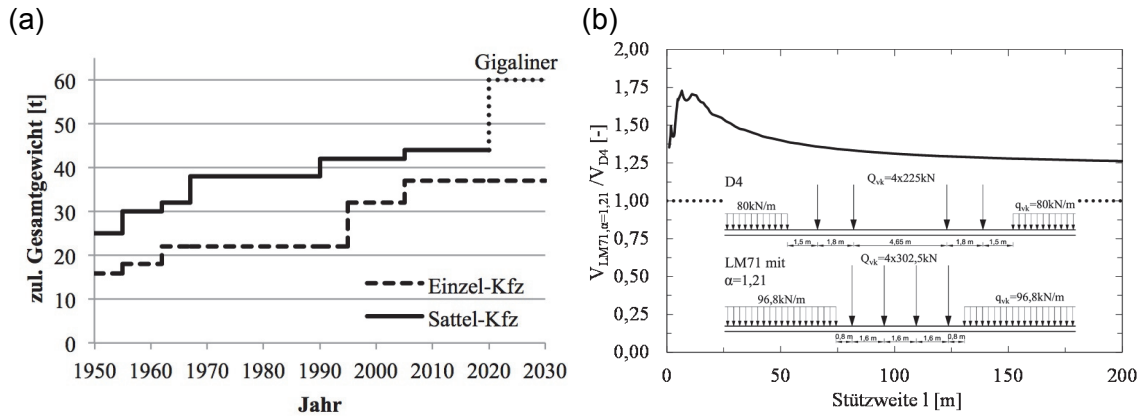 (a)
zul. Gesamtgewicht [t]
60
50
40
30
20
10
0
Gigaliner
Einzel-Kfz
Sattel-Kfz
1950 1960 1970 1980 1990 2000 2010 2020 2030
Jahr
(b)
V_LM71,α=1,21 /V_D4 [-]
2,00
1,75
1,50
1,25
1,00
0,75
0,50
0,25
0,00
D4
Q_vk=4x225kN
80kN/m
q_vk=80kN/m
1,5 m 1,8 m 4,65 m 1,8 m 1,5 m
LM71 mit
α=1,21
Q_vk=4x302,5kN
96,8kN/m
q_vk=96,8kN/m
0,8 m 1,6 m 1,6 m 1,6 m 0,8 m
0 50 100 150 200
Stützweite l [m]